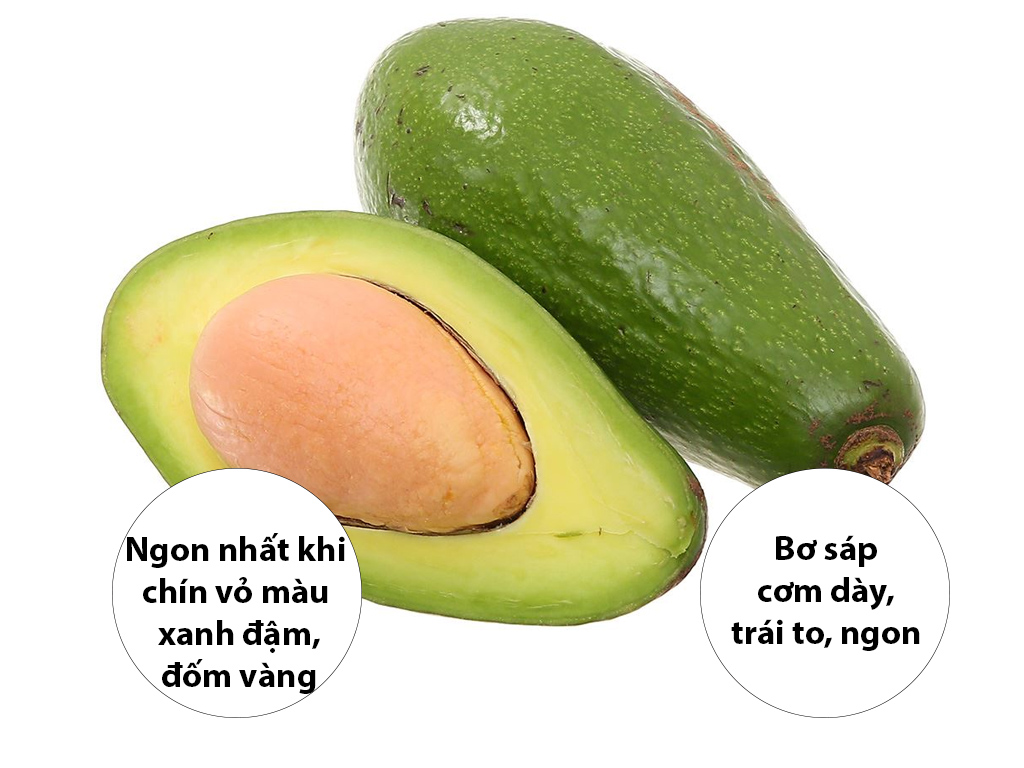 Ngon nhất khi
chín vỏ màu
xanh đậm,
đốm vàng
Bơ sáp
cơm dày,
trái to, ngon